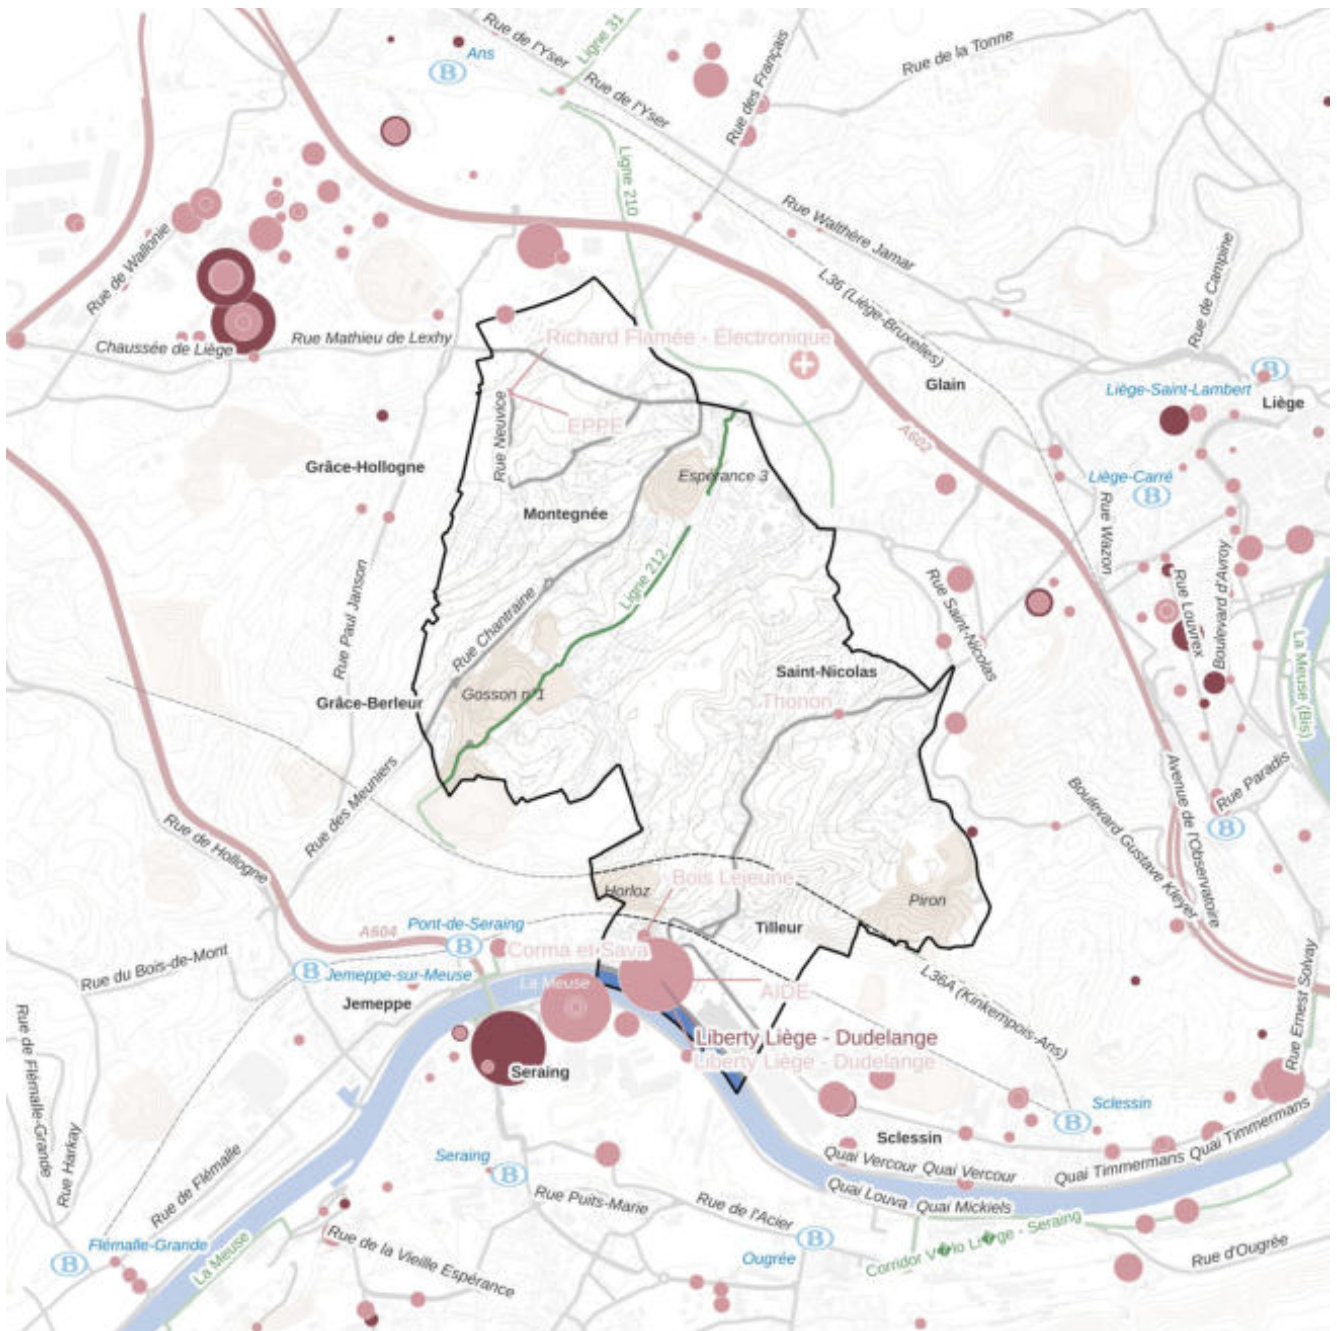 Rue de l'Yser
Ligne 31
Ans
B
Rue de l'Yser
Rue des Français
Rue de la Tonne
Ligne 210
Rue de Wallonie
Rue Walthère Jamar
Rue de Campine
L36 (Liège-Bruxelles)
Chaussée de Liège
Rue Mathieu de Lexhy
Richard Flamée - Électronique
Glain
B
Liège-Saint-Lambert
Liège
Rue Neuvice
EPPE
A602
Grâce-Hollogne
Espérance 3
Liège-Carré
B
Montegnée
Rue Wazon
Boulevard d'Avroy
Rue Louvrex
Rue Paul Janson
Ligne 212
Rue Chantraine
Rue Saint-Nicolas
La Meuse (Bis)
Saint-Nicolas
Grâce-Berleur
Gosson n°1
Thonon
Rue des Meuniers
Rue de Hollogne
Boulevard Gustave Kleyer
Avenue de l'Observatoire
Rue Paradis
B
Bois Lejeune
Horloz
Piron
Pont-de-Seraing
A604
B
Tilleur
Corma et Sava
Rue du Bois-de-Mont
B
Jemeppe-sur-Meuse
La Meuse
AIDE
L36A (Kinkempois-Ans)
Rue Ernest Solvay
Jemeppe
Rue de Flémalle-Grande
Liberty Liège - Dudelange
Liberty Liège - Dudelange
Seraing
Sclessin
B
Rue Harkay
Sclessin
Quai Vercour Quai Vercour
Quai Timmermans Quai Timmermans
Seraing
B
Rue de Flémalle
Rue Puits-Marie
Quai Louva Quai Mickiels
Rue de l'Acier
Corridor V�lo Li�ge - Seraing
Flémalle-Grande
B
La Meuse
Rue de la Vieille Espérance
Ougrée
B
Rue d'Ougrée